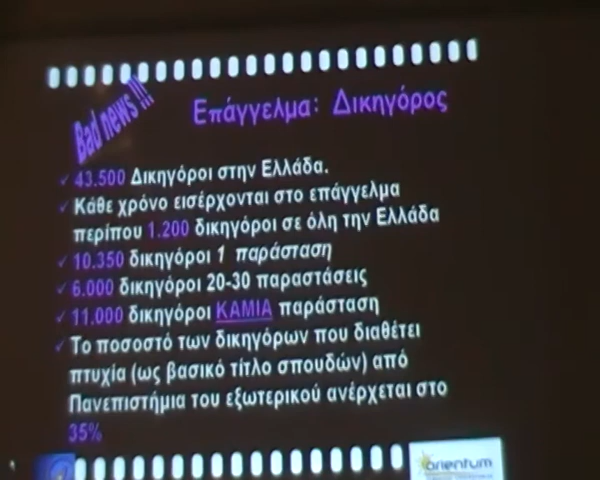 Bad news !!!
Επάγγελμα: Δικηγόρος
✓ 43.500 Δικηγόροι στην Ελλάδα.
✓ Κάθε χρόνο εισέρχονται στο επάγγελμα
περίπου 1.200 δικηγόροι σε όλη την Ελλάδα
✓ 10.350 δικηγόροι 1 παράσταση
✓ 6.000 δικηγόροι 20-30 παραστάσεις
✓ 11.000 δικηγόροι ΚΑΜΙΑ παράσταση
✓ Το ποσοστό των δικηγόρων που διαθέτει
πτυχία (ως βασικό τίτλο σπουδών) από
Πανεπιστήμια του εξωτερικού ανέρχεται στο
35%
orientum